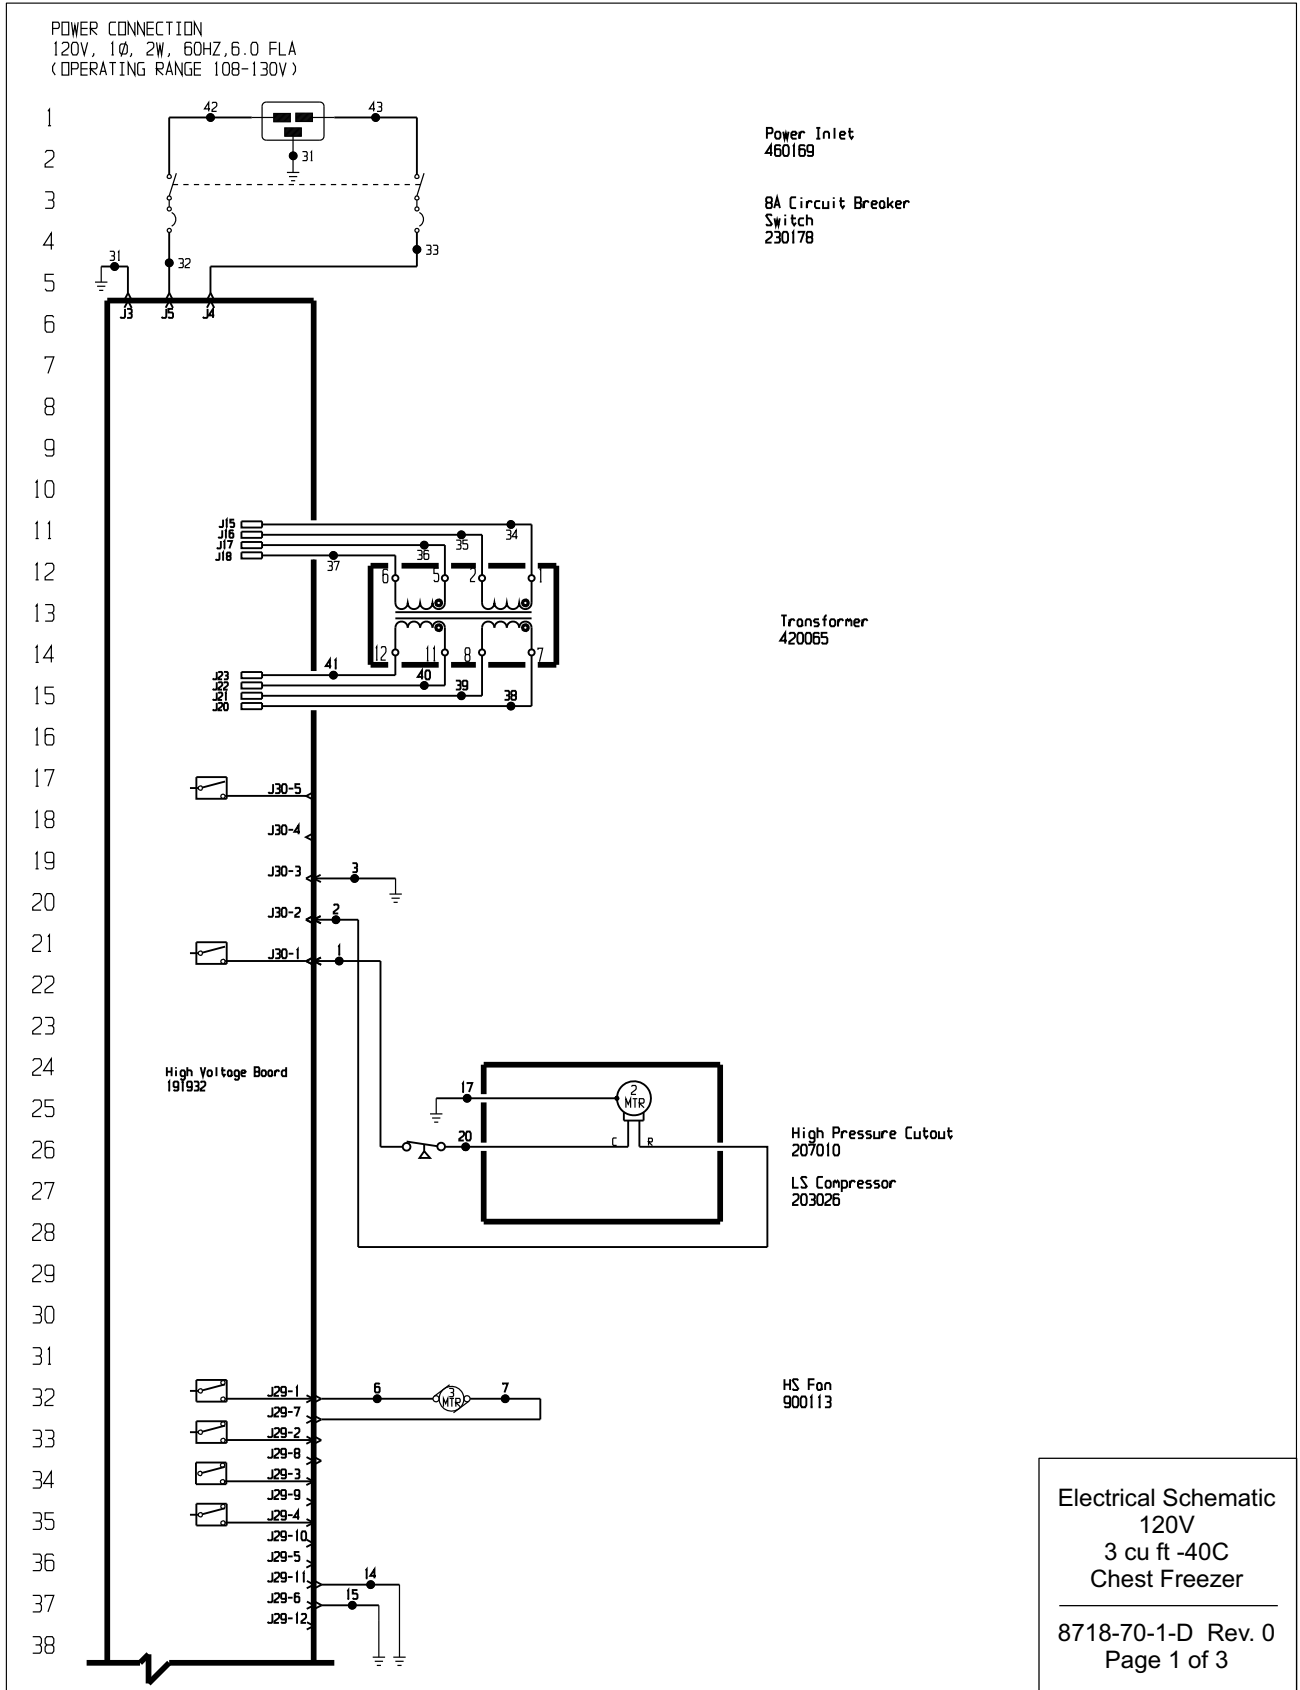 POWER CONNECTION
120V, 1Ø, 2W, 60HZ,6.0 FLA
(OPERATING RANGE 108-130V)
1
42
43
Power Inlet
460169
2
31
3
8A Circuit Breaker
Switch
230178
4
31
32
33
5
J3
J5
J4
6
7
8
9
10
11
J15
J16
J17
J18
34
35
36
37
12
6
5
2
1
13
Transformer
420065
14
12
11
8
7
J23
J22
J21
J20
41
40
39
38
15
16
17
J30-5
18
J30-4
19
J30-3
3
20
J30-2
2
21
J30-1
1
22
23
24
High Voltage Board
191932
17
2
MTR
25
26
20
C
R
High Pressure Cutout
207010
27
LS Compressor
203026
28
29
30
31
32
J29-1
6
3
MTR
7
HS Fan
900113
J29-7
33
J29-2
J29-8
34
J29-3
J29-9
35
J29-4
J29-10
36
J29-5
J29-11
14
37
J29-6
15
J29-12
38
Electrical Schematic
120V
3 cu ft -40C
Chest Freezer
8718-70-1-D Rev. 0
Page 1 of 3